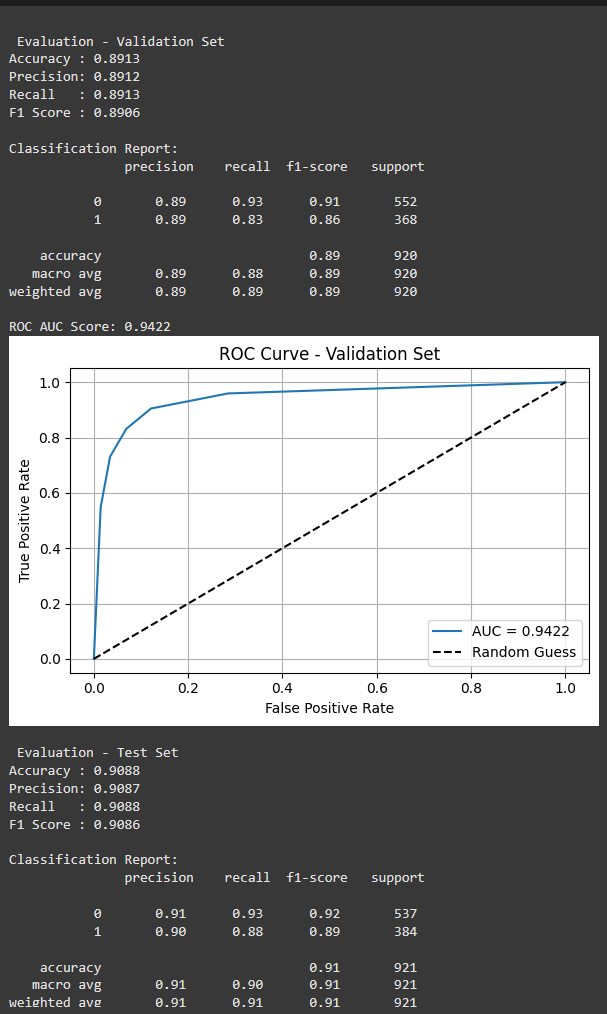 Evaluation - Validation Set
Accuracy : 0.8913
Precision: 0.8912
Recall   : 0.8913
F1 Score : 0.8906
Classification Report:
precision    recall  f1-score   support
0       0.89      0.93      0.91       552
1       0.89      0.83      0.86       368
accuracy                           0.89       920
macro avg       0.89      0.88      0.89       920
weighted avg       0.89      0.89      0.89       920
ROC AUC Score: 0.9422
ROC Curve - Validation Set
1.0
0.8
0.6
0.4
0.2
0.0
True Positive Rate
AUC = 0.9422
Random Guess
0.0 0.2 0.4 0.6 0.8 1.0
False Positive Rate
Evaluation - Test Set
Accuracy : 0.9088
Precision: 0.9087
Recall   : 0.9088
F1 Score : 0.9086
Classification Report:
precision    recall  f1-score   support
0       0.91      0.93      0.92       537
1       0.90      0.88      0.89       384
accuracy                           0.91       921
macro avg       0.91      0.90      0.91       921
weighted avg       0.91      0.91      0.91       921